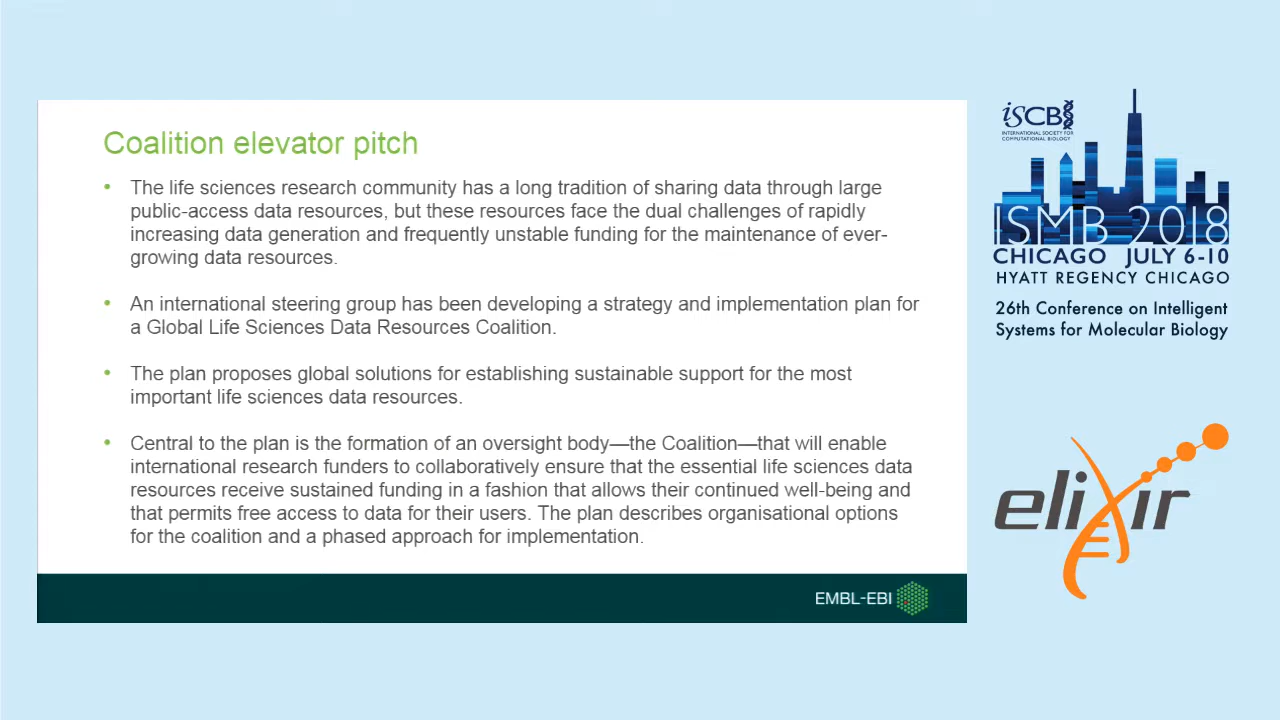 Coalition elevator pitch
• The life sciences research community has a long tradition of sharing data through large
public-access data resources, but these resources face the dual challenges of rapidly
increasing data generation and frequently unstable funding for the maintenance of ever-
growing data resources.
• An international steering group has been developing a strategy and implementation plan for
a Global Life Sciences Data Resources Coalition.
• The plan proposes global solutions for establishing sustainable support for the most
important life sciences data resources.
• Central to the plan is the formation of an oversight body—the Coalition—that will enable
international research funders to collaboratively ensure that the essential life sciences data
resources receive sustained funding in a fashion that allows their continued well-being and
that permits free access to data for their users. The plan describes organisational options
for the coalition and a phased approach for implementation.
EMBL-EBI
iSCB
INTERNATIONAL SOCIETY FOR
COMPUTATIONAL BIOLOGY
ISMB 2018
CHICAGO JULY 6-10
HYATT REGENCY CHICAGO
26th Conference on Intelligent
Systems for Molecular Biology
elixir